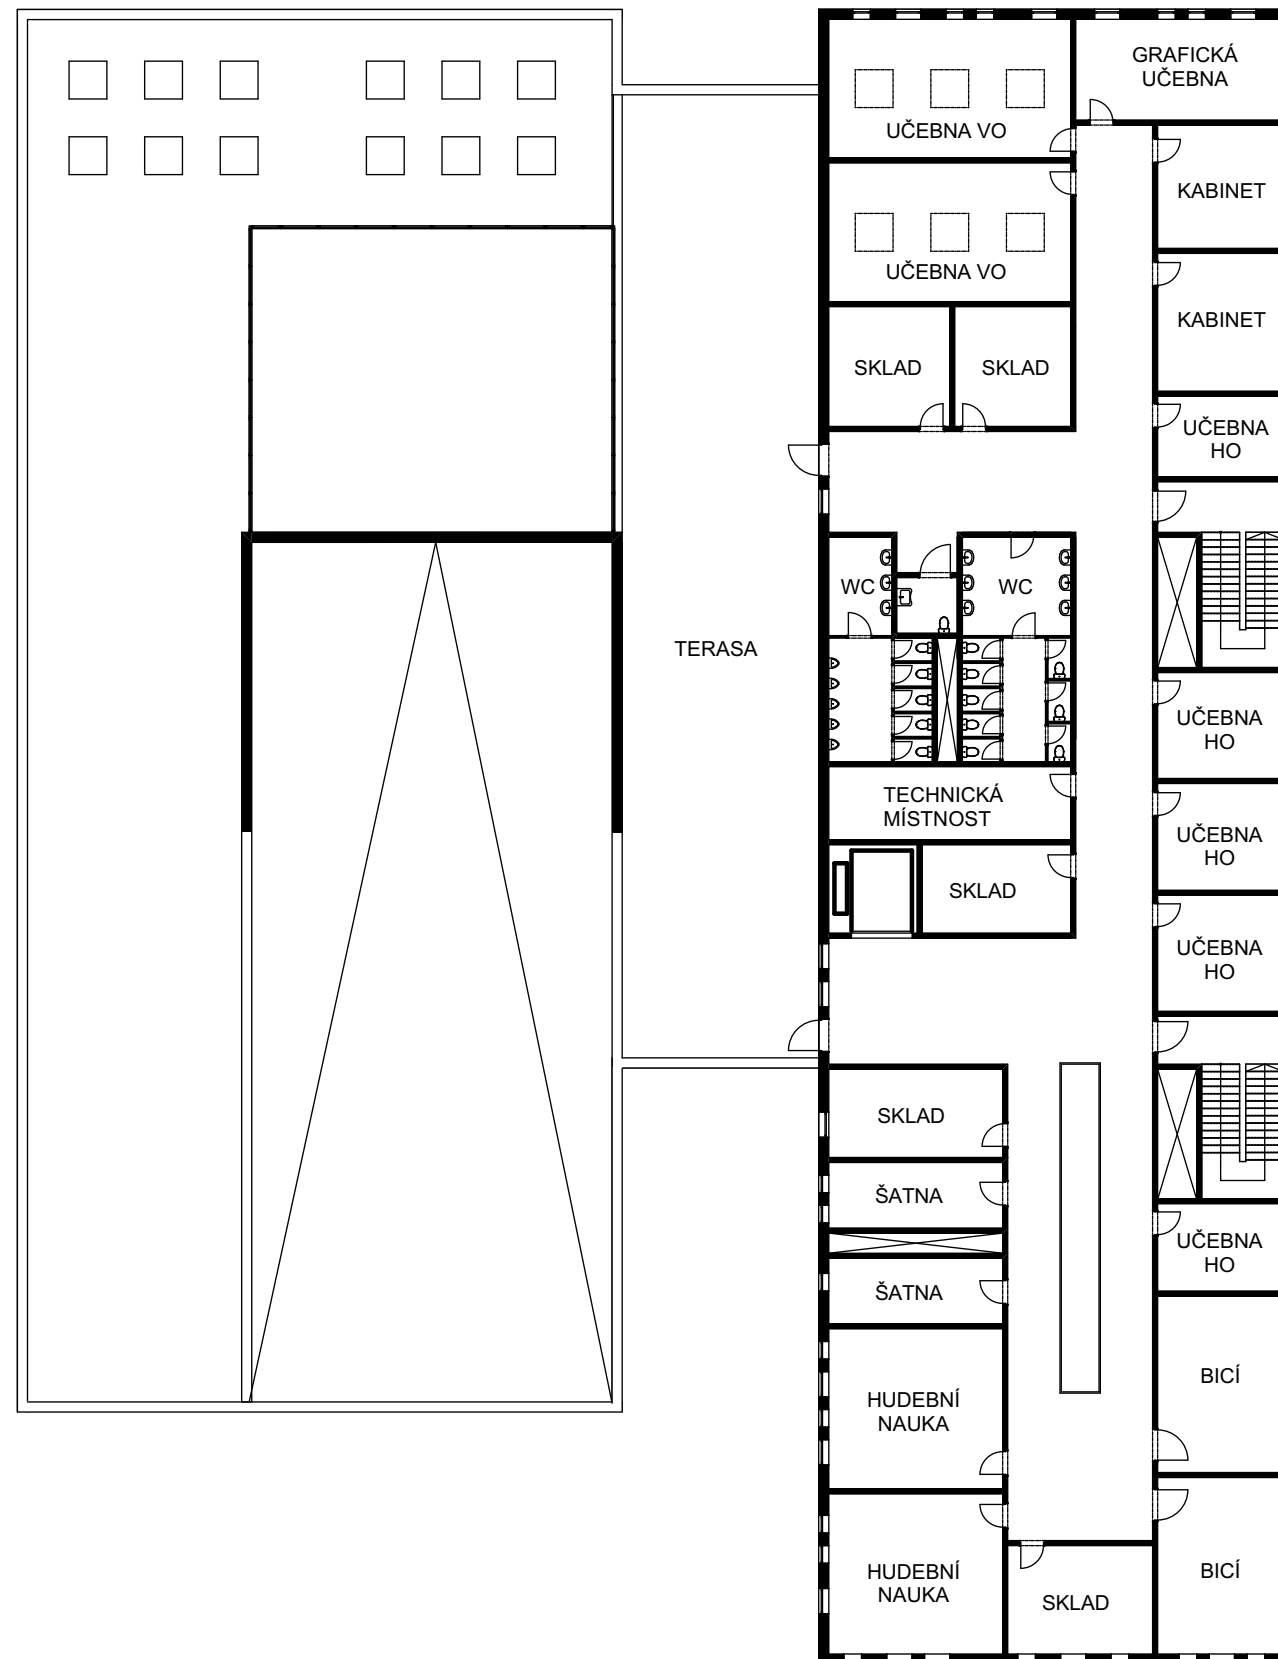 GRAFICKÁ
UČEBNA
UČEBNA VO
KABINET
UČEBNA VO
KABINET
SKLAD
SKLAD
UČEBNA
HO
WC
WC
TERASA
UČEBNA
HO
TECHNICKÁ
MÍSTNOST
UČEBNA
HO
SKLAD
UČEBNA
HO
SKLAD
ŠATNA
UČEBNA
HO
ŠATNA
BICÍ
HUDEBNÍ
NAUKA
HUDEBNÍ
NAUKA
BICÍ
SKLAD